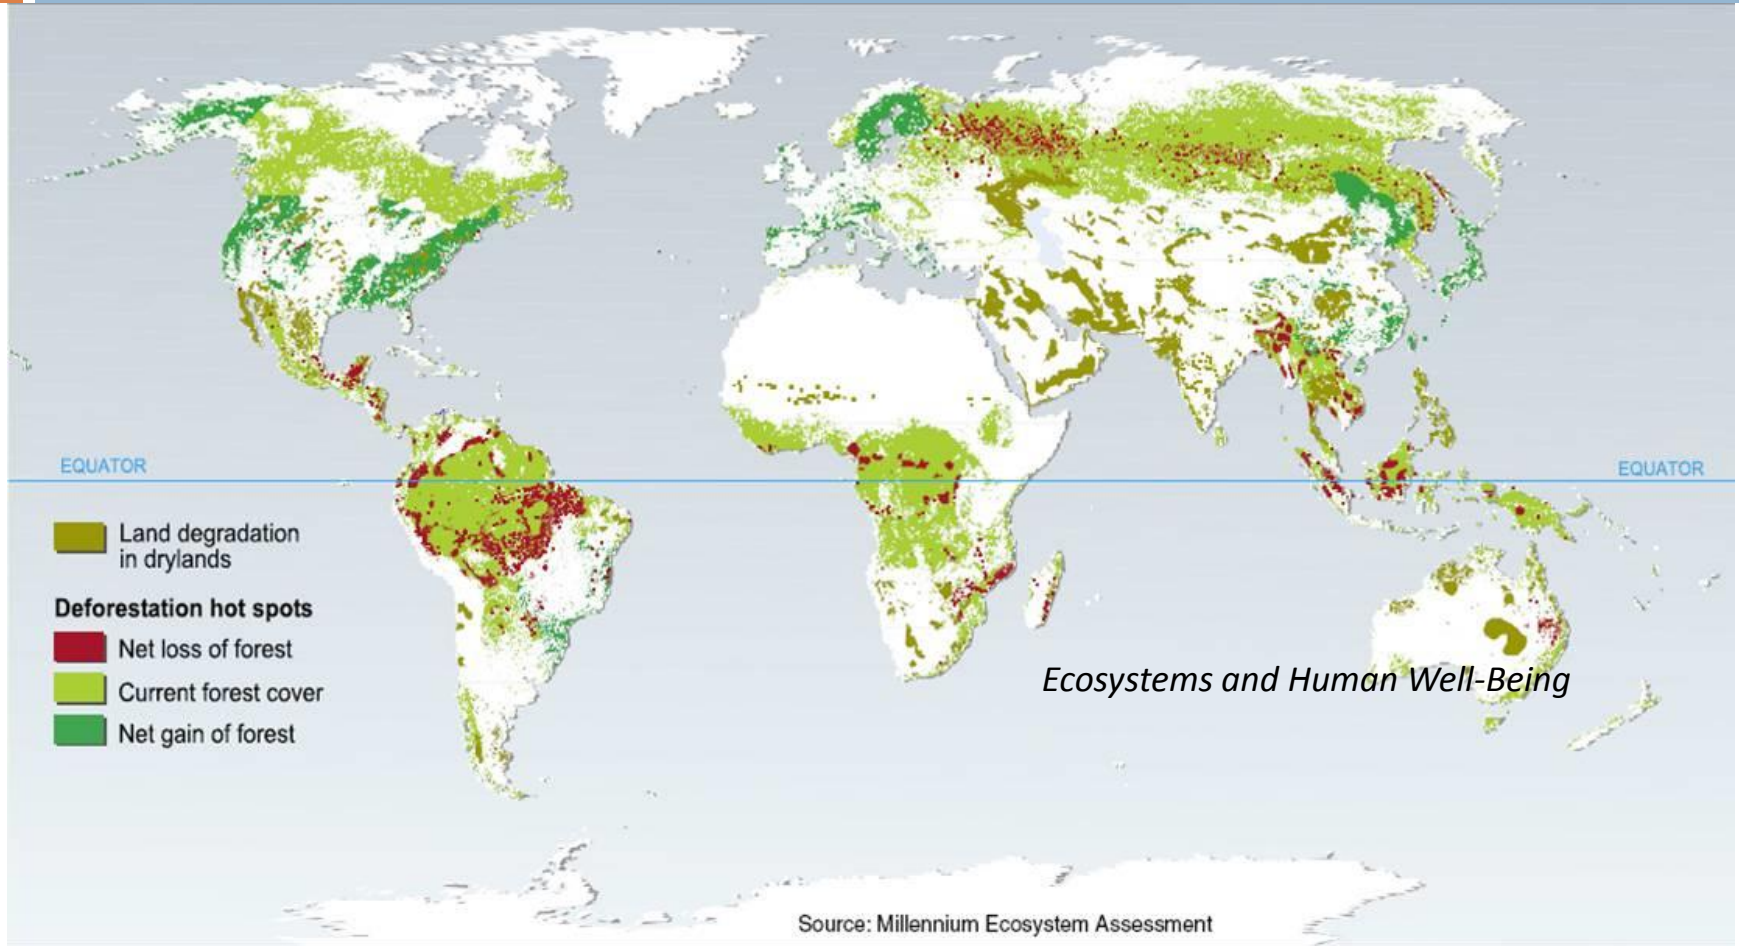 EQUATOR
EQUATOR
Land degradation
in drylands
Deforestation hot spots
Net loss of forest
Current forest cover
Net gain of forest
Ecosystems and Human Well-Being
Source: Millennium Ecosystem Assessment